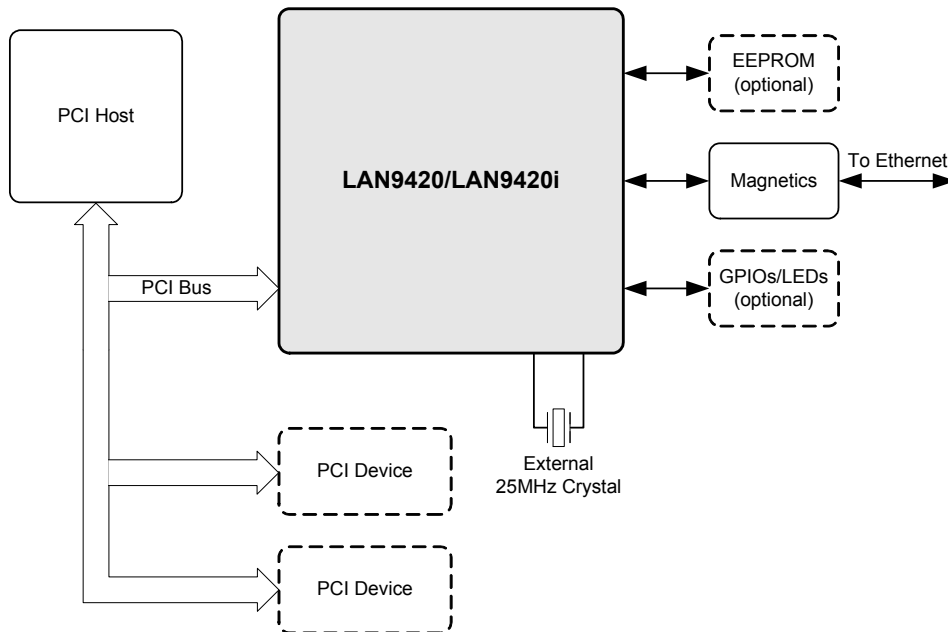 PCI Host
EEPROM
(optional)
LAN9420/LAN9420i
Magnetics
To Ethernet
PCI Bus
GPIOs/LEDs
(optional)
External
25MHz Crystal
PCI Device
PCI Device